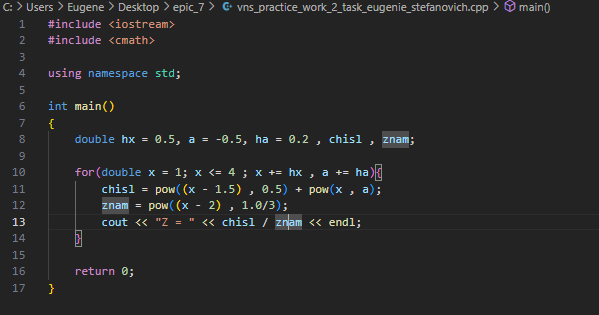 C: > Users > Eugene > Desktop > epic_7 > vns_practice_work_2_task_eugenie_stefanovich.cpp > main()
1 #include <iostream>
2 #include <cmath>
3
4 using namespace std;
5
6 int main()
7 {
8 double hx = 0.5, a = -0.5, ha = 0.2 , chisl , znam;
9
10 for(double x = 1; x <= 4 ; x += hx , a += ha){
11 chisl = pow((x - 1.5) , 0.5) + pow(x , a);
12 znam = pow((x - 2) , 1.0/3);
13 cout << "Z = " << chisl / znam << endl;
14 }
15
16 return 0;
17 }